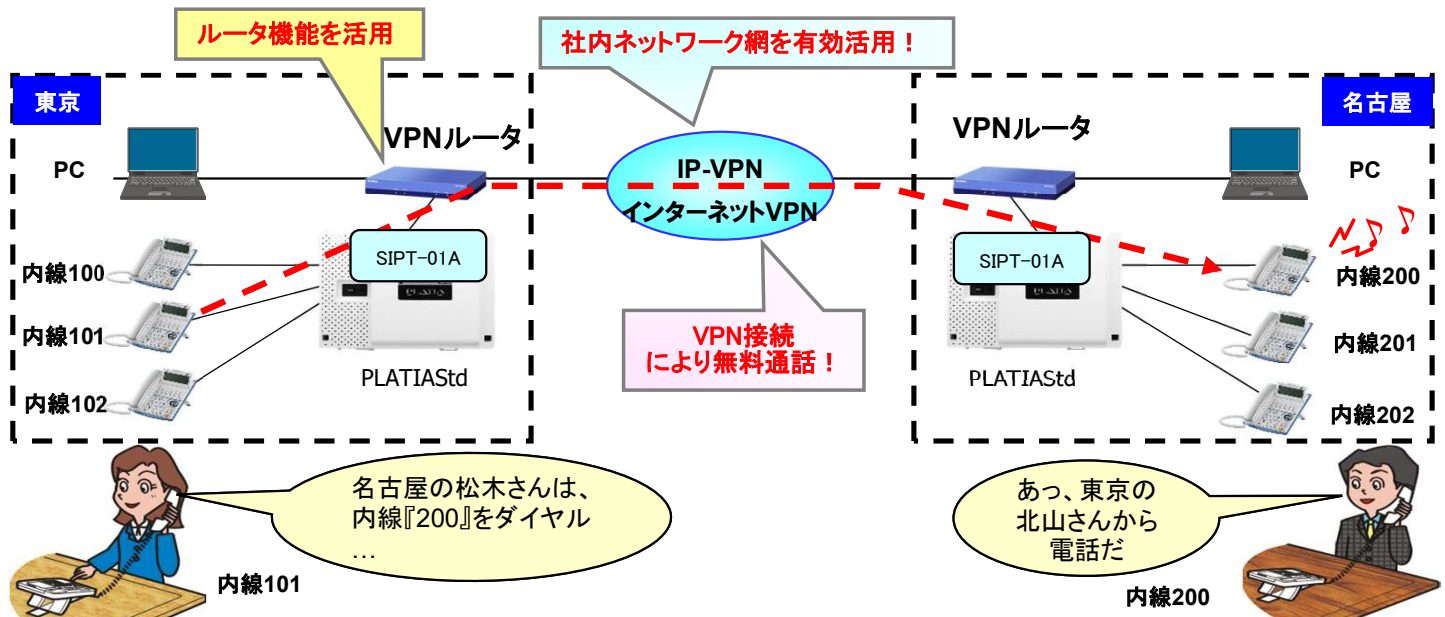 ルータ機能を活用
社内ネットワーク網を有効活用！
東京
名古屋
VPNルータ
VPNルータ
PC
IP-VPN
インターネットVPN
PC
SIPT-01A
SIPT-01A
内線100
内線200
内線101
内線201
VPN接続
により無料通話！
PLATIAStd
PLATIAStd
内線102
内線202
名古屋の松木さんは、
内線『200』をダイヤル
…
あっ、東京の
北山さんから
電話だ
内線101
内線200